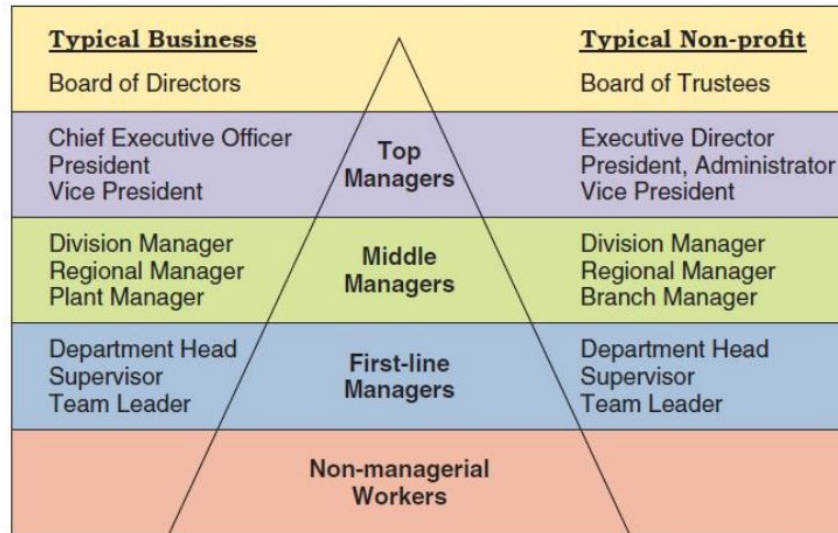 Typical Business
Board of Directors
Typical Non-profit
Board of Trustees
Chief Executive Officer
President
Vice President
Top
Managers
Executive Director
President, Administrator
Vice President
Division Manager
Regional Manager
Plant Manager
Middle
Managers
Division Manager
Regional Manager
Branch Manager
Department Head
Supervisor
Team Leader
First-line
Managers
Department Head
Supervisor
Team Leader
Non-managerial
Workers